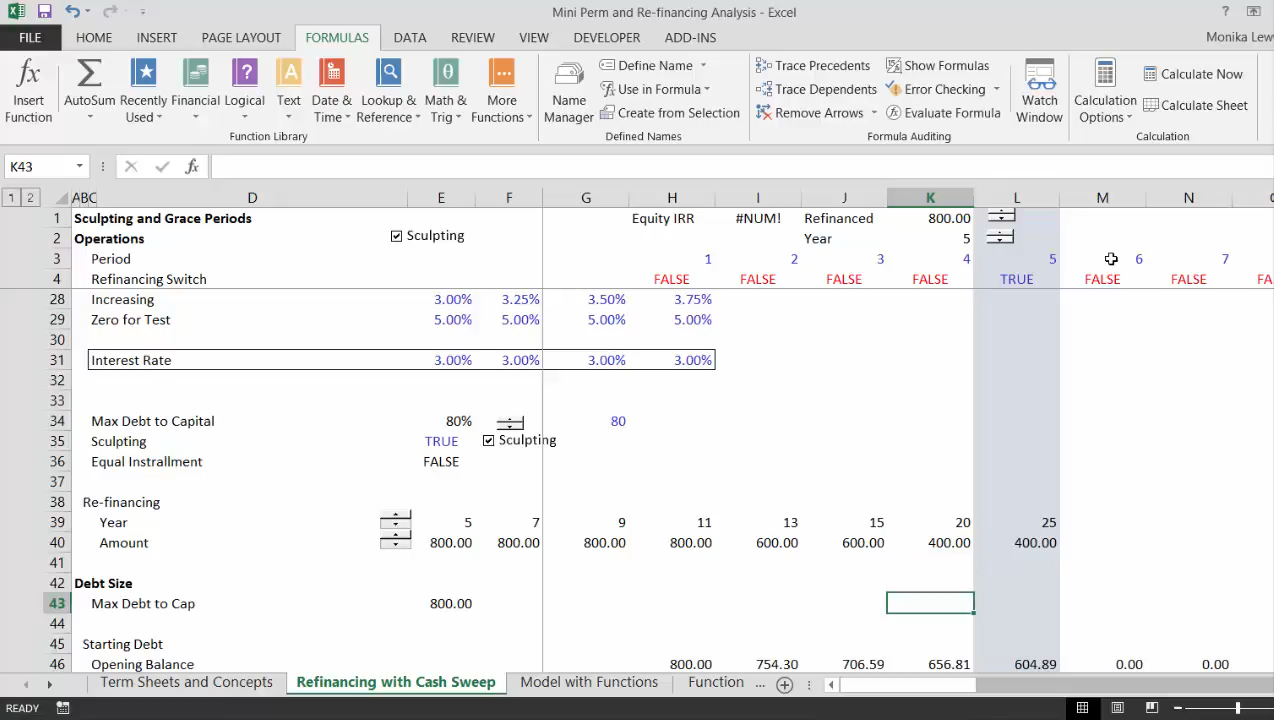 Mini Perm and Re-financing Analysis - Excel
?
FILE HOME INSERT PAGE LAYOUT FORMULAS DATA REVIEW VIEW DEVELOPER ADD-INS Monika Lew
Insert Function
AutoSum
Recently Used
Financial
Logical
Text
Date & Time
Lookup & Reference
Math & Trig
More Functions
Function Library
Name Manager
Define Name
Use in Formula
Create from Selection
Defined Names
Trace Precedents
Trace Dependents
Remove Arrows
Show Formulas
Error Checking
Evaluate Formula
Formula Auditing
Watch Window
Calculation Options
Calculate Now
Calculate Sheet
Calculation
K43 fx
1 2 A B C D E F G H I J K L M N
1 Sculpting and Grace Periods Equity IRR #NUM! Refinanced 800.00
2 Operations Sculpting Year 5
3 Period 1 2 3 4 5 6 7
4 Refinancing Switch FALSE FALSE FALSE FALSE TRUE FALSE FALSE FA
28 Increasing 3.00% 3.25% 3.50% 3.75%
29 Zero for Test 5.00% 5.00% 5.00% 5.00%
30
31 Interest Rate 3.00% 3.00% 3.00% 3.00%
32
33
34 Max Debt to Capital 80% 80
35 Sculpting TRUE Sculpting
36 Equal Instrallment FALSE
37
38 Re-financing
39 Year 5 7 9 11 13 15 20 25
40 Amount 800.00 800.00 800.00 800.00 600.00 600.00 400.00 400.00
41
42 Debt Size
43 Max Debt to Cap 800.00
44
45 Starting Debt
46 Opening Balance 800.00 754.30 706.59 656.81 604.89 0.00 0.00
Term Sheets and Concepts Refinancing with Cash Sweep Model with Functions Function ...
READY